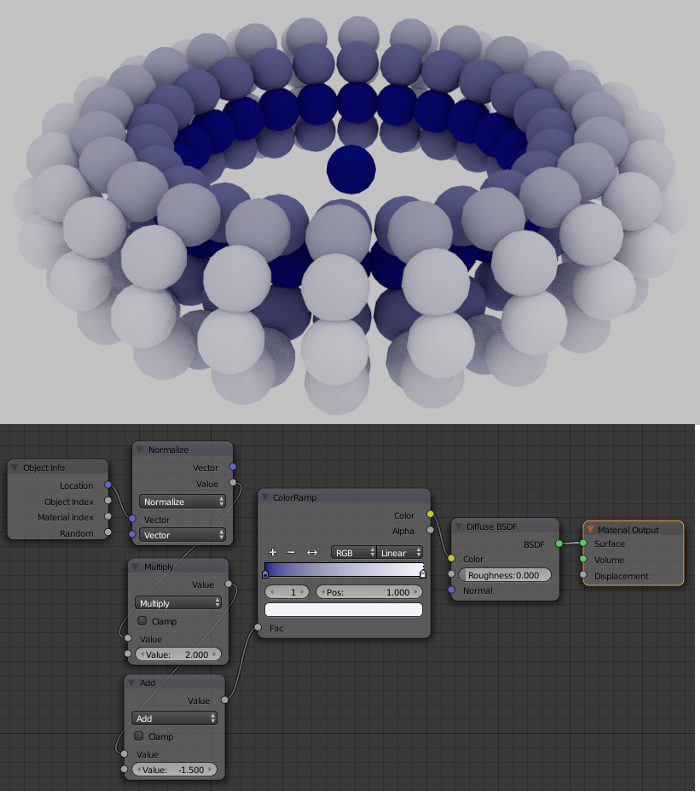 Object Info
Location
Object Index
Material Index
Random
Normalize
Vector
Value
Normalize
Vector
Vector
Multiply
Value
Multiply
Clamp
Value
Value: 2.000
Add
Value
Add
Clamp
Value
Value: -1.500
ColorRamp
Color
Alpha
RGB Linear
1 Pos: 1.000
Fac
Diffuse BSDF
BSDF
Color
Roughness: 0.000
Normal
Material Output
Surface
Volume
Displacement